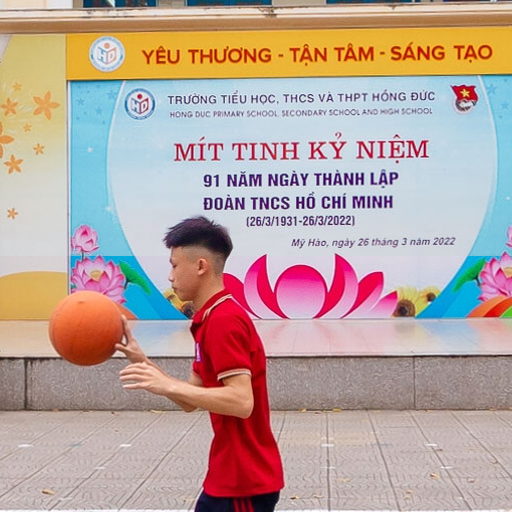 YÊU THƯƠNG - TẬN TÂM - SÁNG TẠO
TRƯỜNG TIỂU HỌC, THCS VÀ THPT HỒNG ĐỨC
HONG DUC PRIMARY SCHOOL, SECONDARY SCHOOL AND HIGH SCHOOL
MÍT TINH KỶ NIỆM
91 NĂM NGÀY THÀNH LẬP
ĐOÀN TNCS HỒ CHÍ MINH
(26/3/1931-26/3/2022)
Mỹ Hào, ngày 26 tháng 3 năm 2022